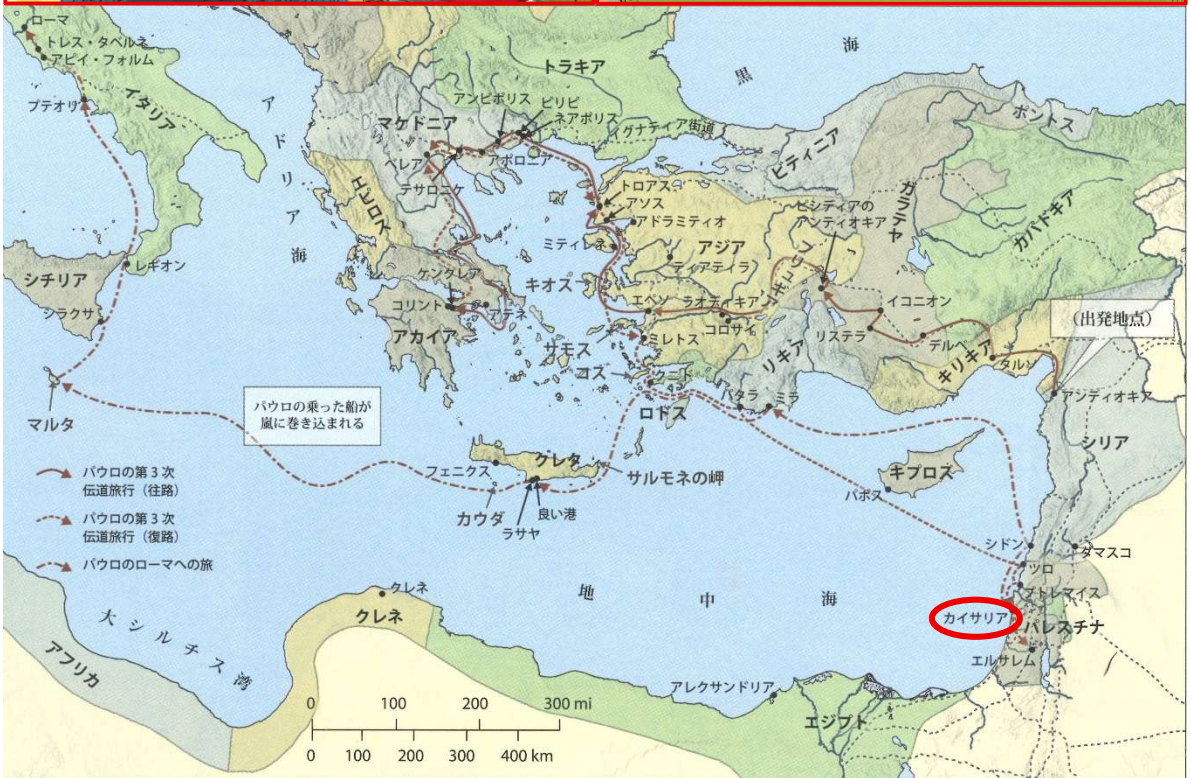 ローマ
トレス・タベルネ
アピイ・フォルム
イタリア
プテオリ
アドリア海
黒海
トラキア
アンピポリス
ピリピ
ネアポリス
イグナティア街道
マケドニア
ベレア
アポロニア
テサロニケ
エピロス
ビティニア
ポントス
ガラテヤ
カパドキア
トロアス
アソス
アドラミティオ
ピシディアの
アンティオキア
ミティレネ
アジア
ティアティラ
フリュギア
キオス
エペソ
ラオディキア
コロサイ
イコニオン
リステラ
デルベ
シチリア
レギオン
シラクサ
ケンクレア
コリント
アテネ
アカイア
サモス
ミレトス
コス
リキア
キリキア
タルソ
(出発地点)
アンティオキア
シリア
マルタ
パウロの乗った船が
嵐に巻き込まれる
ロドス
パタラ
ミラ
フェニクス
クレタ
サルモネの岬
カウダ
良い港
ラサヤ
キプロス
パポス
パウロの第3次
伝道旅行(往路)
パウロの第3次
伝道旅行(復路)
パウロのローマへの旅
シドン
ダマスコ
ツロ
プトレマイス
カイサリア
パレスチナ
エルサレム
地中海
クレネ
クレネ
大シルチス湾
アフリカ
アレクサンドリア
エジプト
0 100 200 300 mi
0 100 200 300 400 km